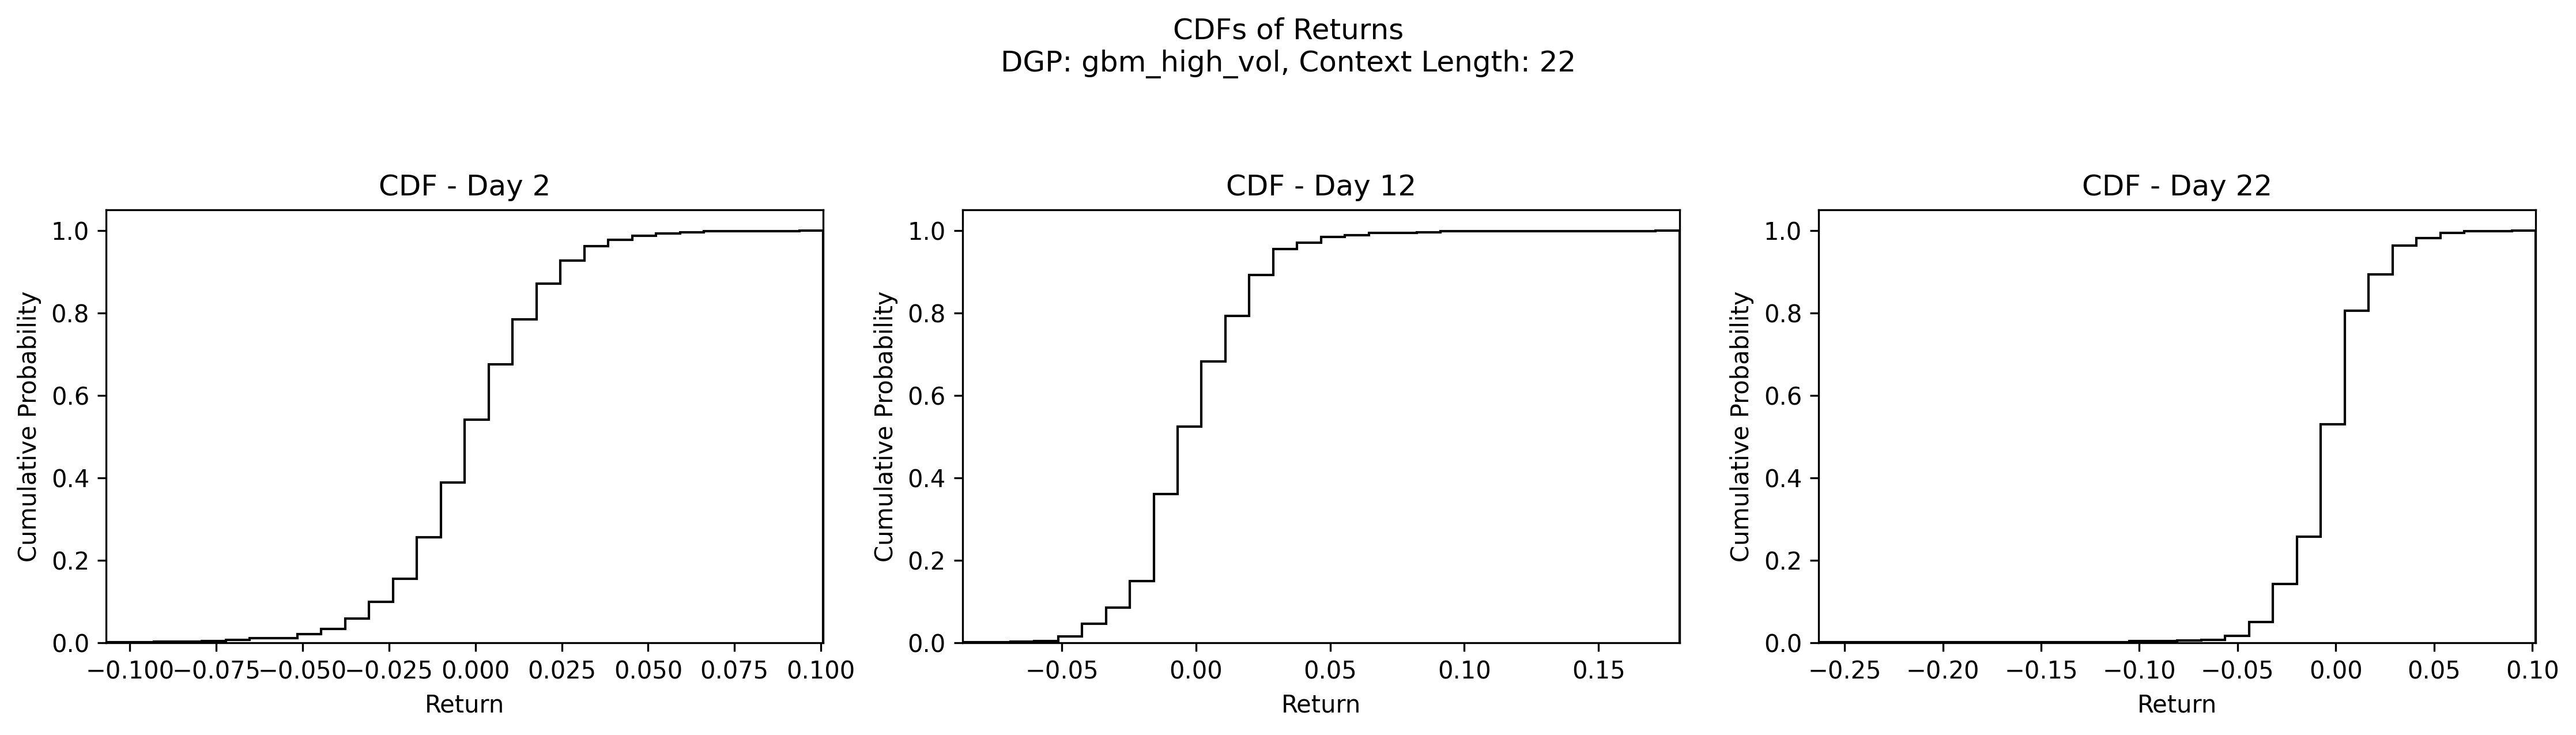 CDFs of Returns
DGP: gbm_high_vol, Context Length: 22
CDF - Day 2
Cumulative Probability
1.0
0.8
0.6
0.4
0.2
0.0
−0.100 −0.075 −0.050 −0.025 0.000 0.025 0.050 0.075 0.100
Return
CDF - Day 12
Cumulative Probability
1.0
0.8
0.6
0.4
0.2
0.0
−0.05 0.00 0.05 0.10 0.15
Return
CDF - Day 22
Cumulative Probability
1.0
0.8
0.6
0.4
0.2
0.0
−0.25 −0.20 −0.15 −0.10 −0.05 0.00 0.05 0.10
Return